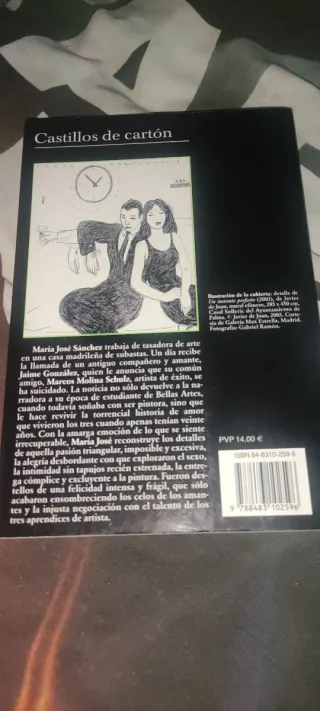 Castillos de cartón
Ilustración de la cubierta: detalle de
Un instante perfecto (2003), de Javier
de Juan, mural efímero, 285 x 450 cm,
Casal Solleric del Ayuntamiento de
Palma. © Javier de Juan, 2003. Corte-
sía de Galería Max Estrella, Madrid.
Fotografía: Gabriel Ramón.
María José Sánchez trabaja de tasadora de arte
en una casa madrileña de subastas. Un día recibe
la llamada de un antiguo compañero y amante,
Jaime González, quien le anuncia que su común
amigo, Marcos Molina Schulz, artista de éxito, se
ha suicidado. La noticia no sólo devuelve a la na-
rradora a su época de estudiante de Bellas Artes,
cuando todavía soñaba con ser pintora, sino que
le hace revivir la torrencial historia de amor
que vivieron los tres cuando apenas tenían veinte
años. Con la amarga emoción de lo que se siente
irrecuperable, María José reconstruye los detalles
de aquella pasión triangular, imposible y excesiva,
la alegría desbordante con que exploraron el sexo,
la intimidad sin tapujos recién estrenada, la entre-
ga cómplice y excluyente a la pintura. Fueron des-
tellos de una felicidad intensa y frágil, que sólo
acabaron ensombreciendo los celos de los aman-
tes y la injusta negociación con el talento de los
tres aprendices de artista.
PVP 14,00 €
ISBN 84-8310-259-3
9 788483 102596